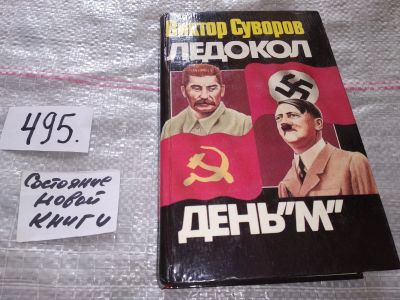 Виктор Суворов
ЛЕДОКОЛ
ДЕНЬ "М"
495.
Состояние
новой
книги